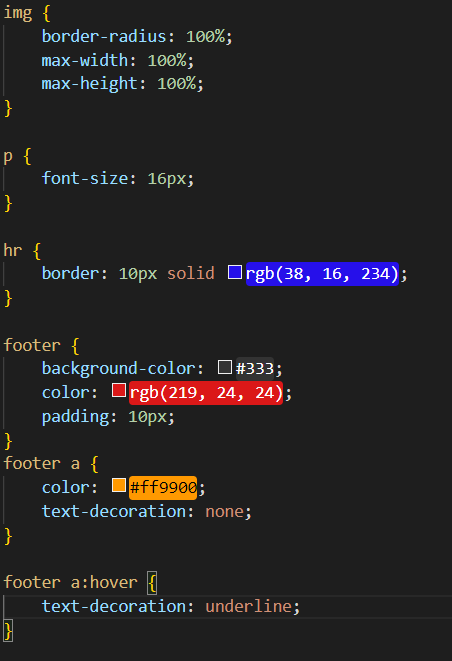 img {
    border-radius: 100%;
    max-width: 100%;
    max-height: 100%;
}

p {
    font-size: 16px;
}

hr {
    border: 10px solid rgb(38, 16, 234);
}

footer {
    background-color: #333;
    color: rgb(219, 24, 24);
    padding: 10px;
}
footer a {
    color: #ff9900;
    text-decoration: none;
}

footer a:hover {
    text-decoration: underline;
}